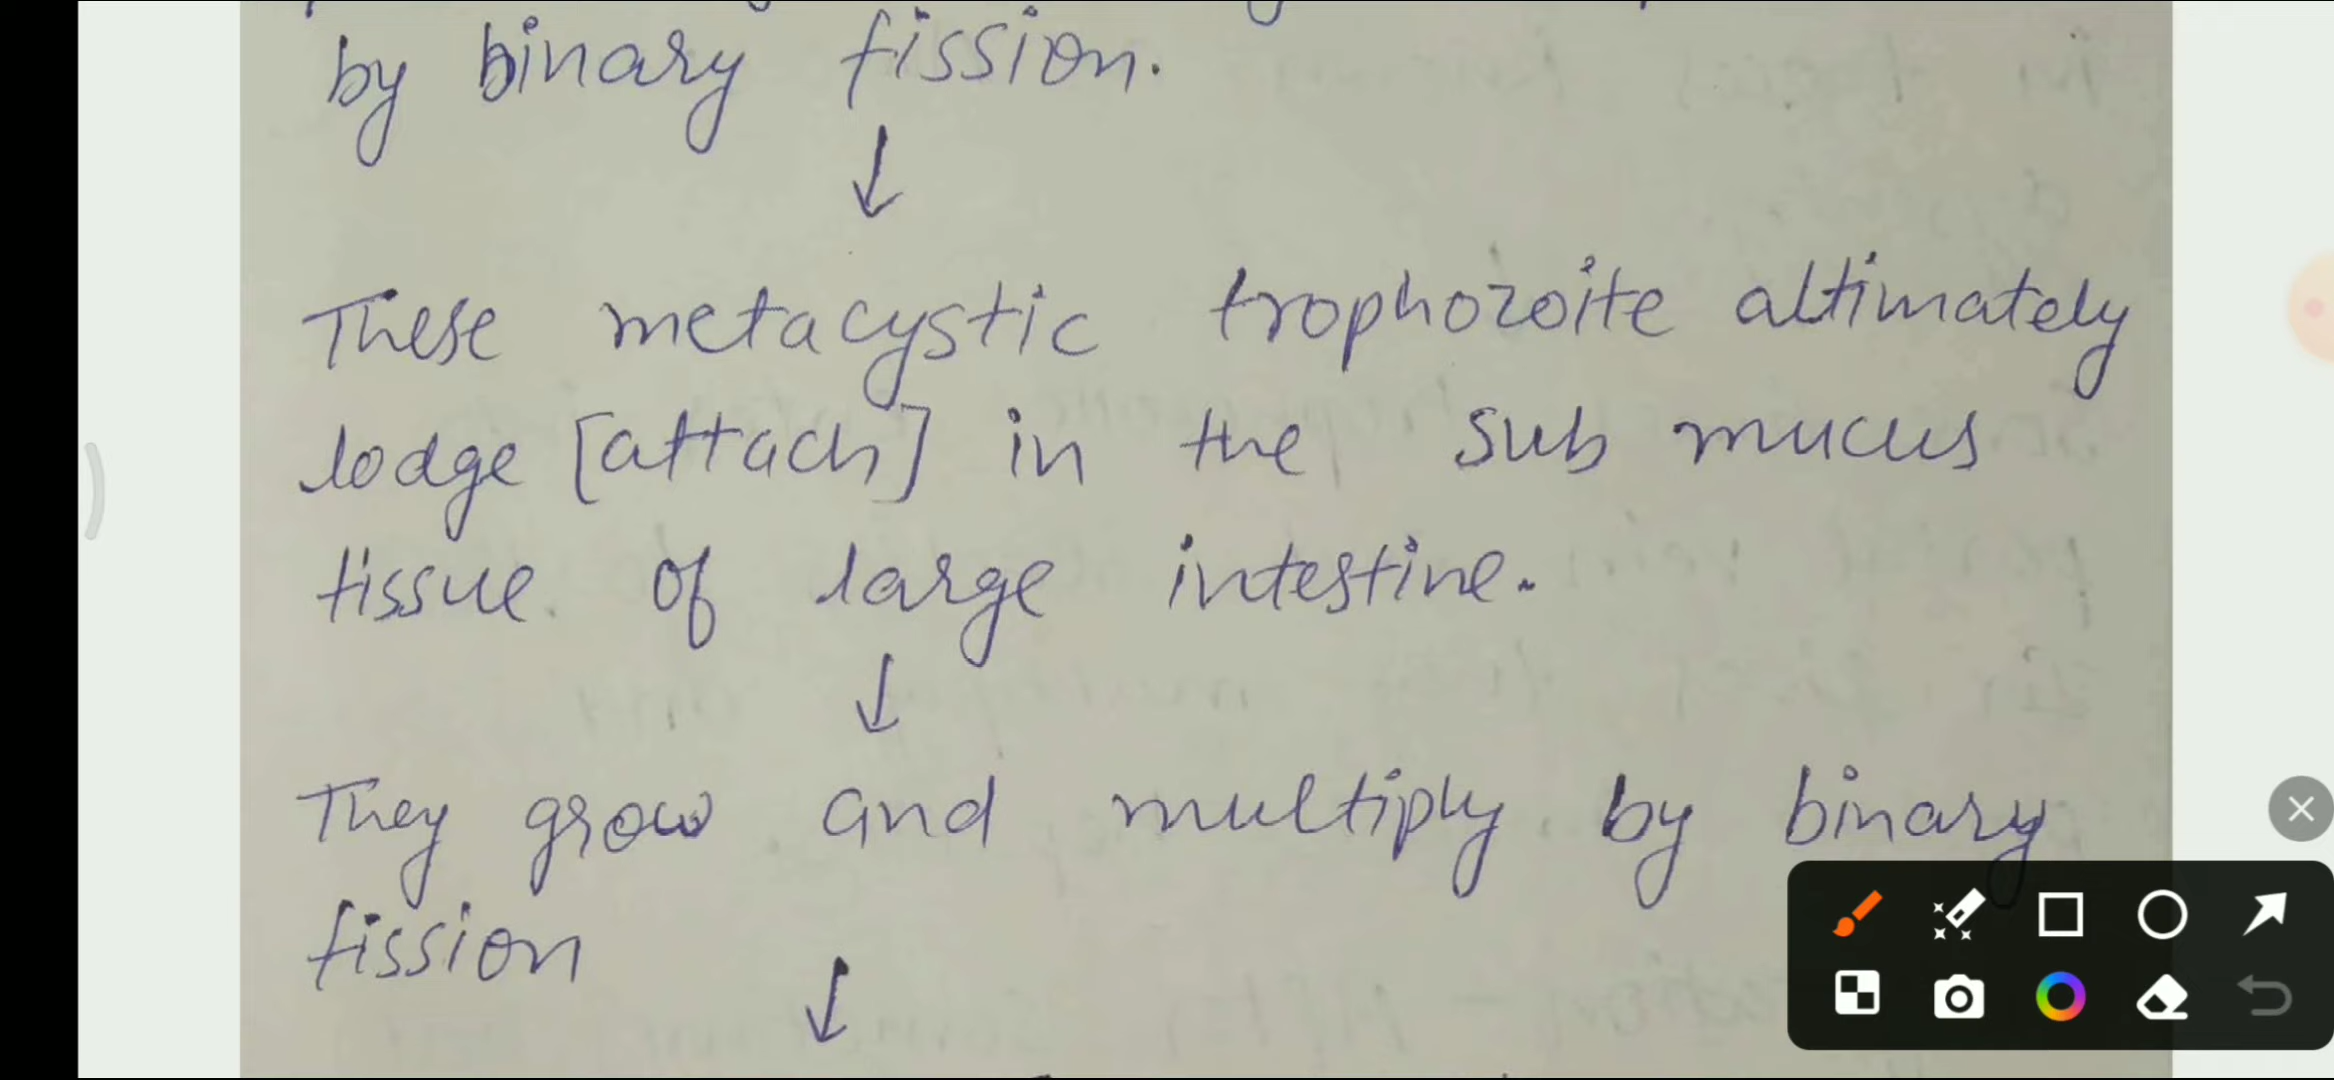 by binary fission.
↓
These metacystic trophozoite altimately
lodge [attach] in the sub mucus
tissue of large intestine.
↓
They grow and multiply by binary
fission
↓